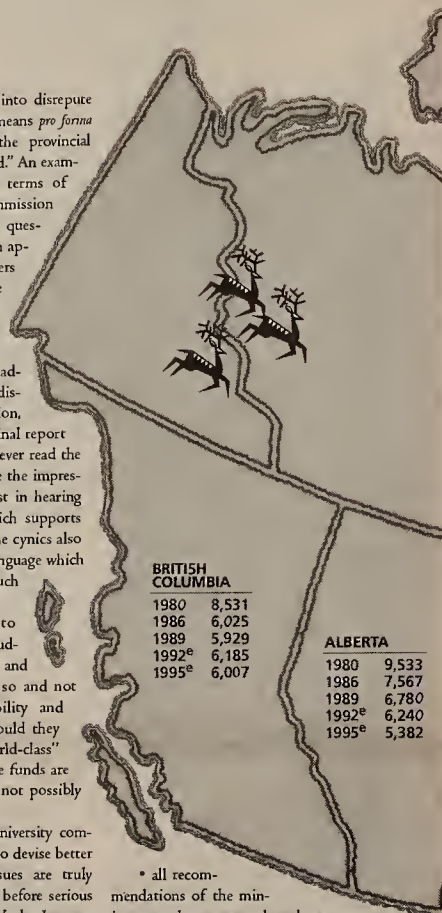 into disrepute
means pro forma
the provincial
d." An exam-
terms of
mmission
ques-
n ap-
ers
ad-
dis-
on,
nal report
ever read the
e the impres-
st in hearing
ich supports
e cynics also
nguage which
uch
to
ud-
and
so and not
bility and
ould they
rld-class"
e funds are
not possibly
niversity com-
o devise better
sues are truly
before serious
BRITISH
COLUMBIA
1980 8,531
1986 6,025
1989 5,929
1992e 6,185
1995e 6,007
ALBERTA
1980 9,533
1986 7,567
1989 6,780
1992e 6,240
1995e 5,382
• all recom-
mendations of the min-